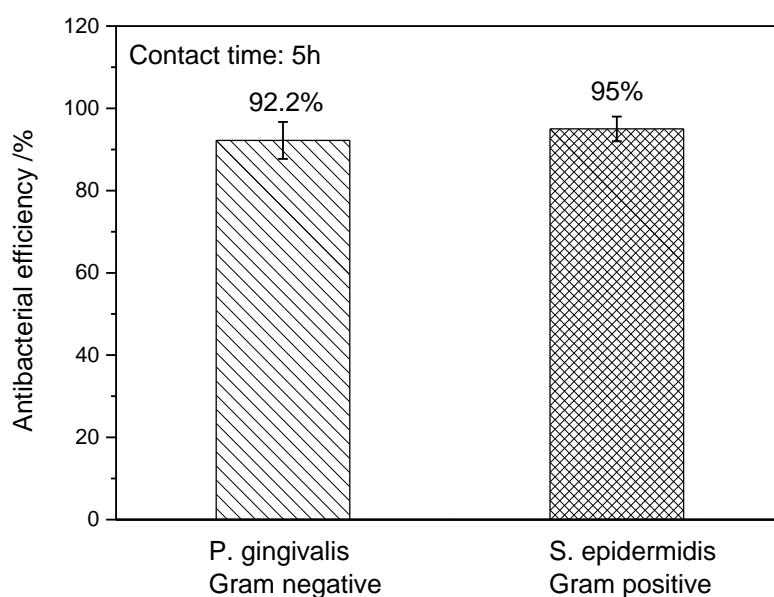 120
Contact time: 5h
92.2%
95%
100
80
60
40
20
0
Antibacterial efficiency /%
P. gingivalis
Gram negative
S. epidermidis
Gram positive